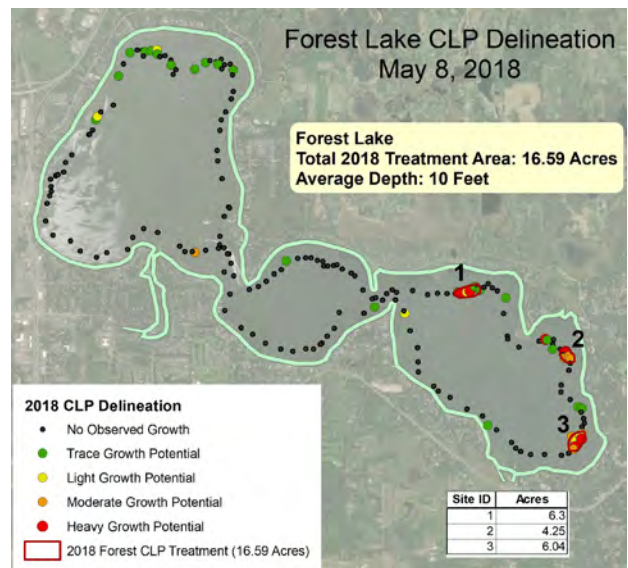 Forest Lake CLP Delineation
May 8, 2018
Forest Lake
Total 2018 Treatment Area: 16.59 Acres
Average Depth: 10 Feet
1
2
3
2018 CLP Delineation
No Observed Growth
Trace Growth Potential
Light Growth Potential
Moderate Growth Potential
Heavy Growth Potential
2018 Forest CLP Treatment (16.59 Acres)
Site ID Acres
1 6.3
2 4.25
3 6.04